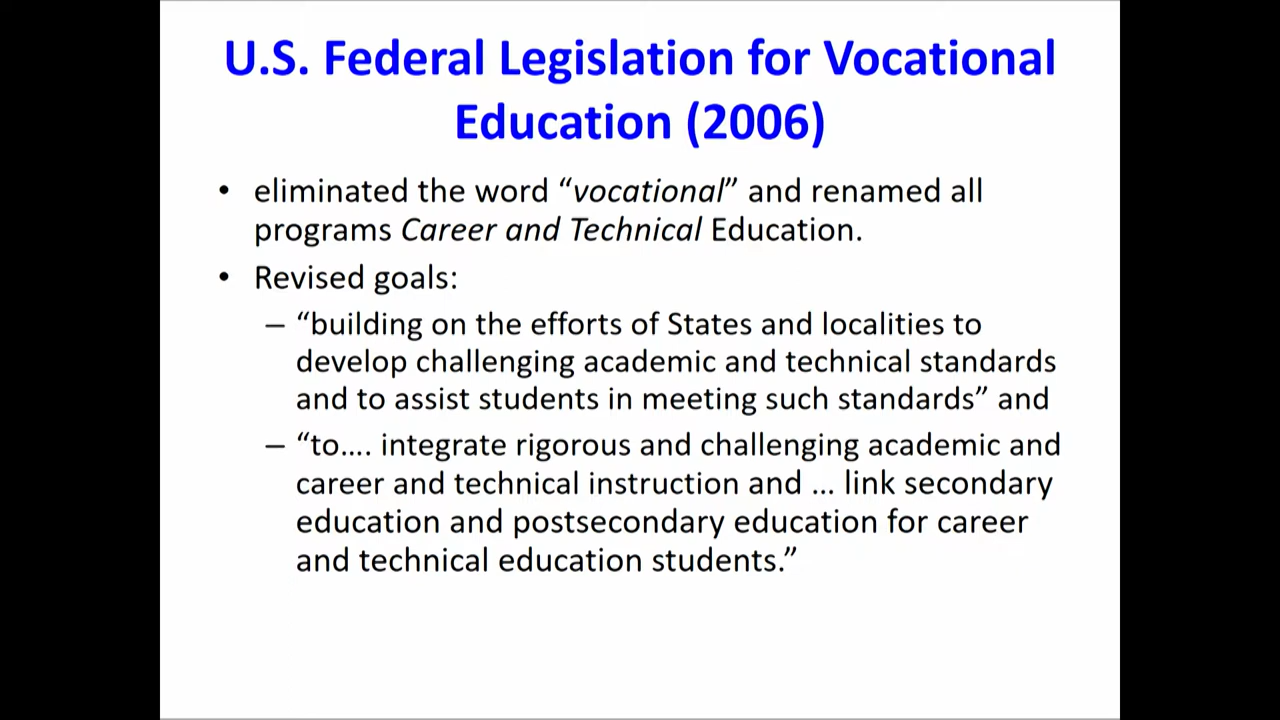 U.S. Federal Legislation for Vocational
Education (2006)
• eliminated the word “vocational” and renamed all
programs Career and Technical Education.
• Revised goals:
– “building on the efforts of States and localities to
develop challenging academic and technical standards
and to assist students in meeting such standards” and
– “to…. integrate rigorous and challenging academic and
career and technical instruction and … link secondary
education and postsecondary education for career
and technical education students.”